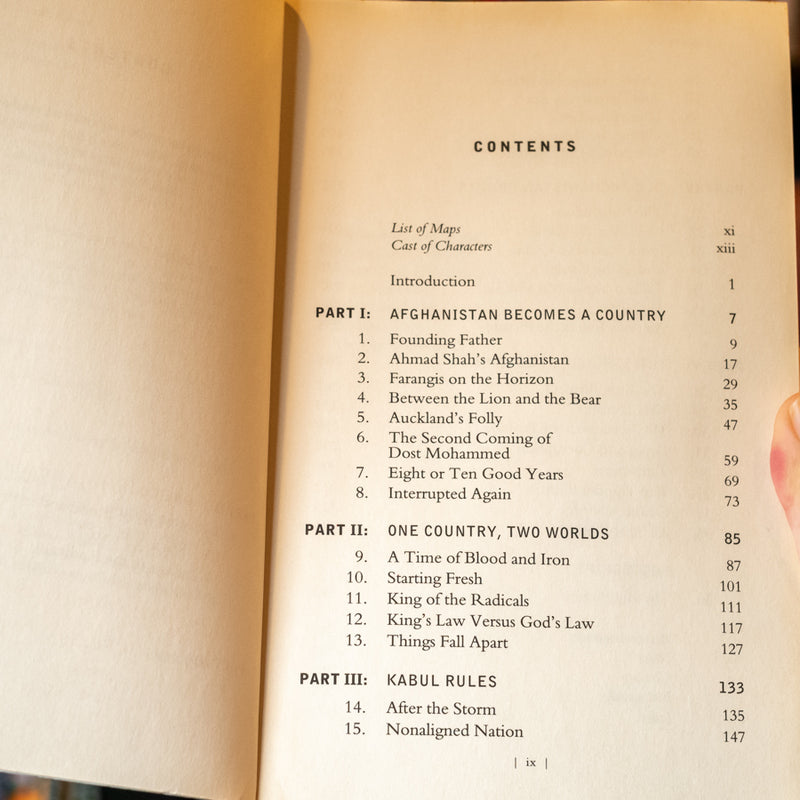 CONTENTS
List of Maps xi
Cast of Characters xiii
Introduction 1
PART I: AFGHANISTAN BECOMES A COUNTRY 7
1. Founding Father 9
2. Ahmad Shah's Afghanistan 17
3. Farangis on the Horizon 29
4. Between the Lion and the Bear 35
5. Auckland's Folly 47
6. The Second Coming of
Dost Mohammed 59
7. Eight or Ten Good Years 69
8. Interrupted Again 73
PART II: ONE COUNTRY, TWO WORLDS 85
9. A Time of Blood and Iron 87
10. Starting Fresh 101
11. King of the Radicals 111
12. King's Law Versus God's Law 117
13. Things Fall Apart 127
PART III: KABUL RULES 133
14. After the Storm 135
15. Nonaligned Nation 147
| ix |